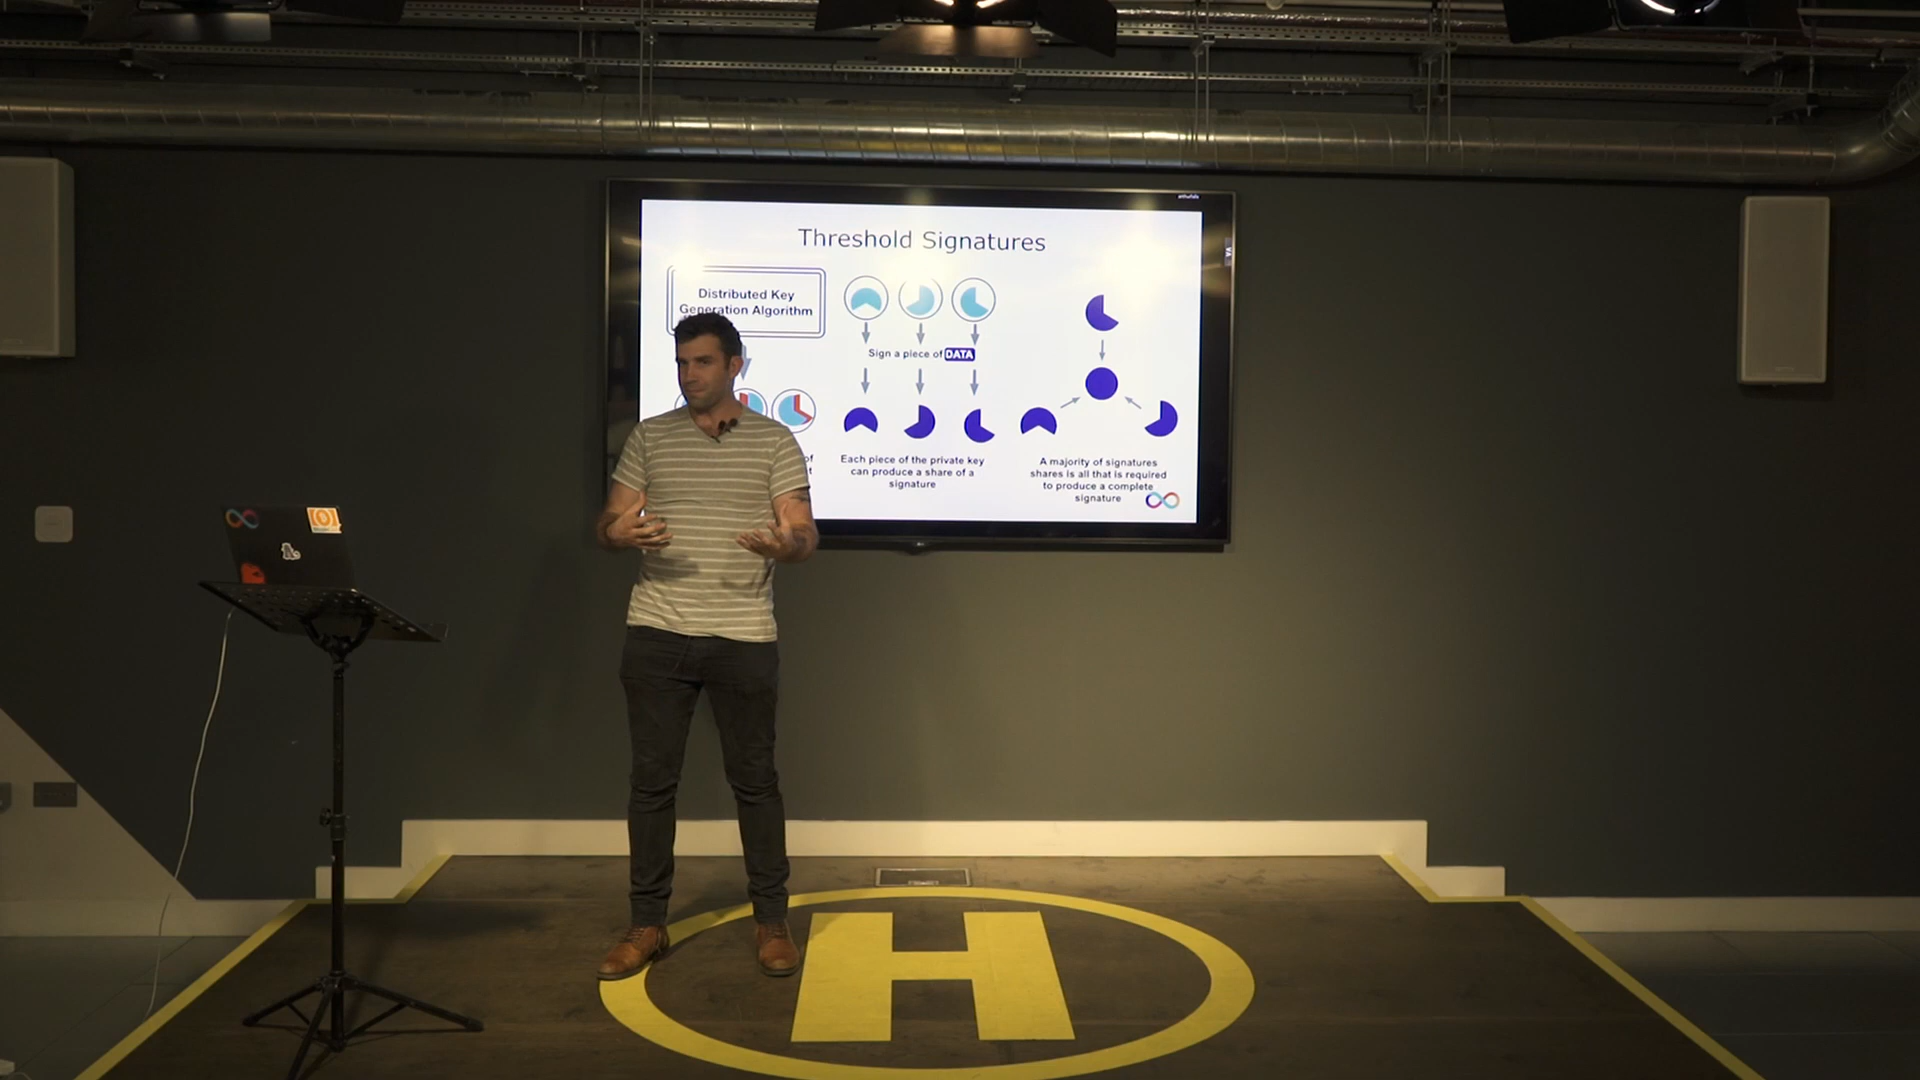 Threshold Signatures
Distributed Key
Generation Algorithm
Sign a piece of DATA
of
Each piece of the private key
can produce a share of a
signature
A majority of signatures
shares is all that is required
to produce a complete
signature
H